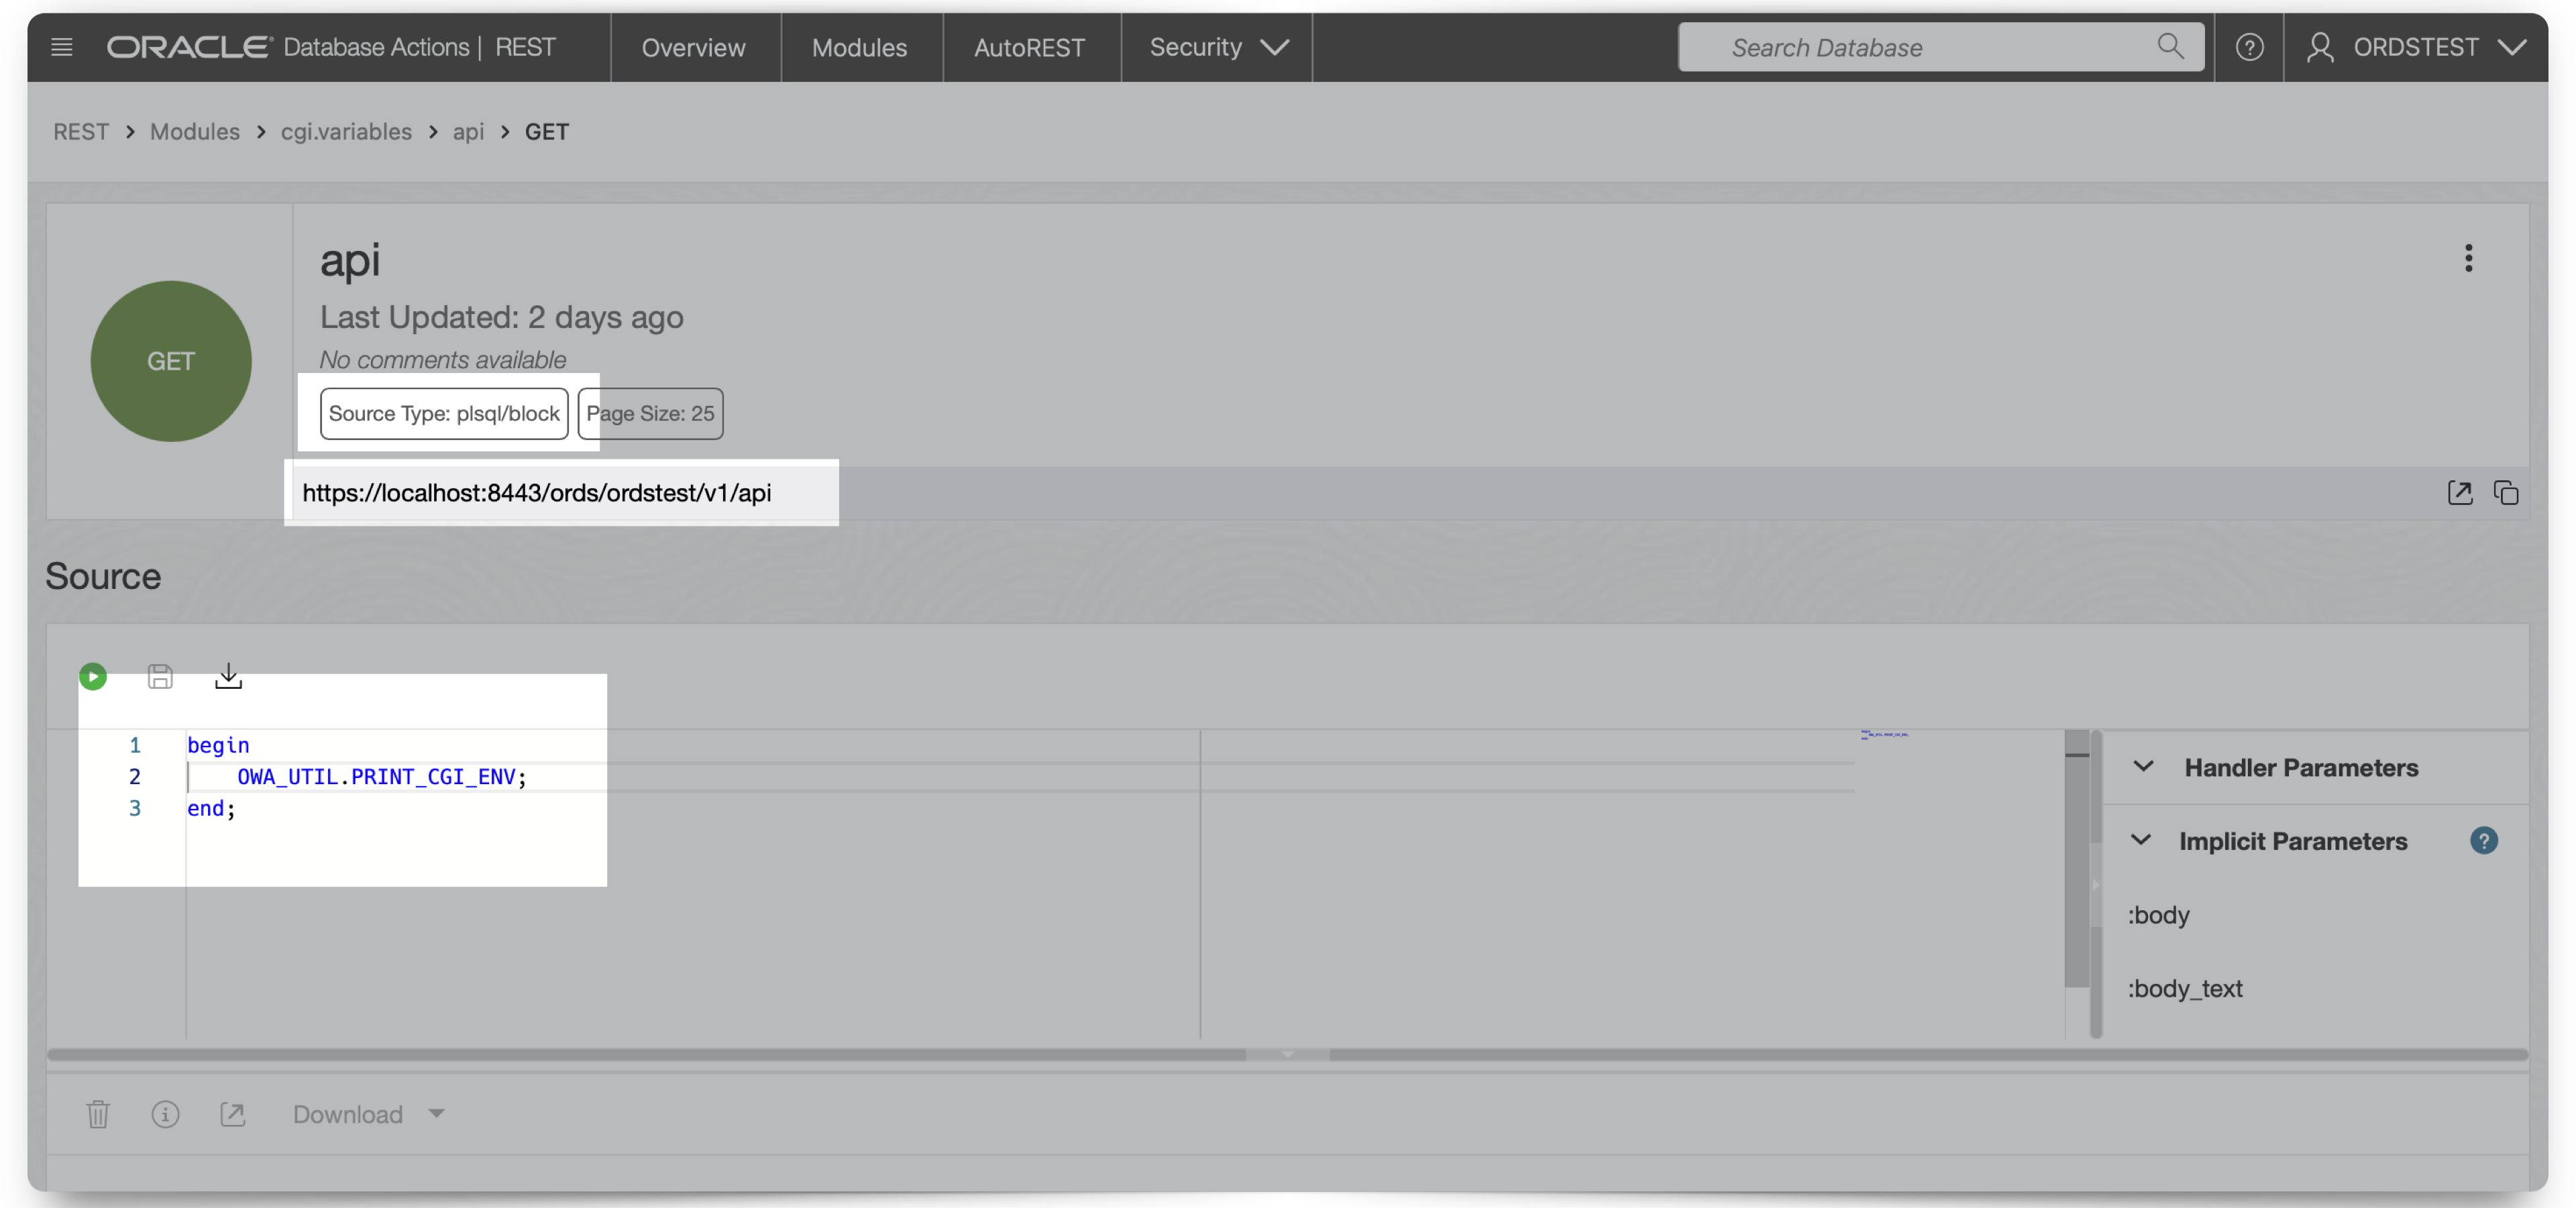 ORACLE Database Actions | REST Overview Modules AutoREST Security Search Database ORDSTEST
REST > Modules > cgi.variables > api > GET
api
Last Updated: 2 days ago
No comments available
GET
Source Type: plsql/block Page Size: 25
https://localhost:8443/ords/ordstest/v1/api
Source
1 begin
2 OWA_UTIL.PRINT_CGI_ENV;
3 end;
Handler Parameters
Implicit Parameters ?
:body
:body_text
Download